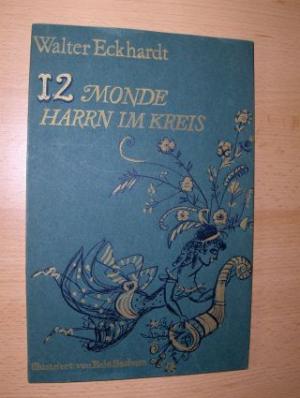 Walter Eckhardt
12 MONDE
HARRN IM KREIS
illustriert von